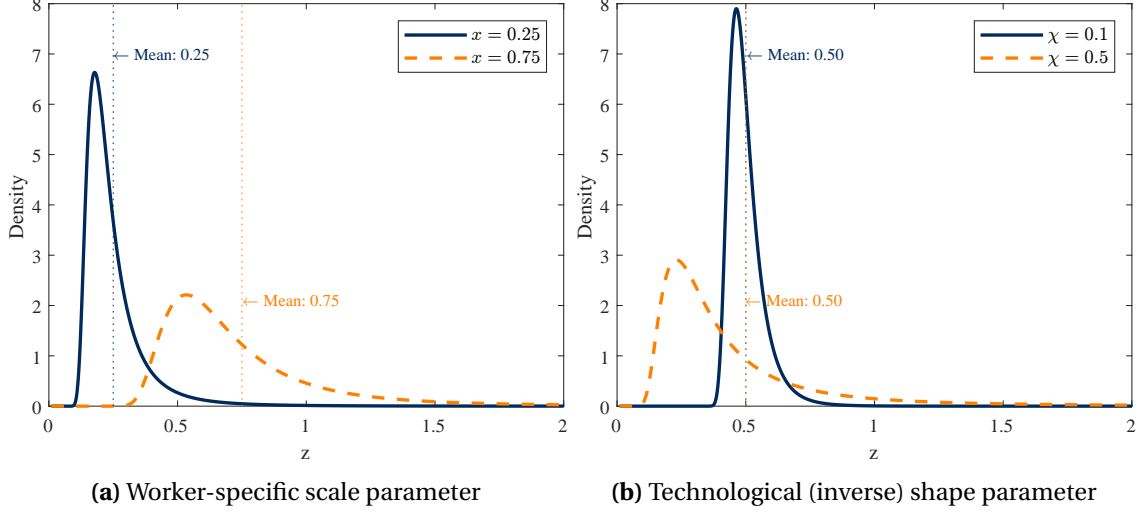 8
7
6
5
4
3
2
1
0
Density
0
0.5
1
1.5
2
z
← Mean: 0.25
← Mean: 0.75
x = 0.25
x = 0.75
(a) Worker-specific scale parameter
8
7
6
5
4
3
2
1
0
Density
0
0.5
1
1.5
2
z
← Mean: 0.50
← Mean: 0.50
χ = 0.1
χ = 0.5
(b) Technological (inverse) shape parameter